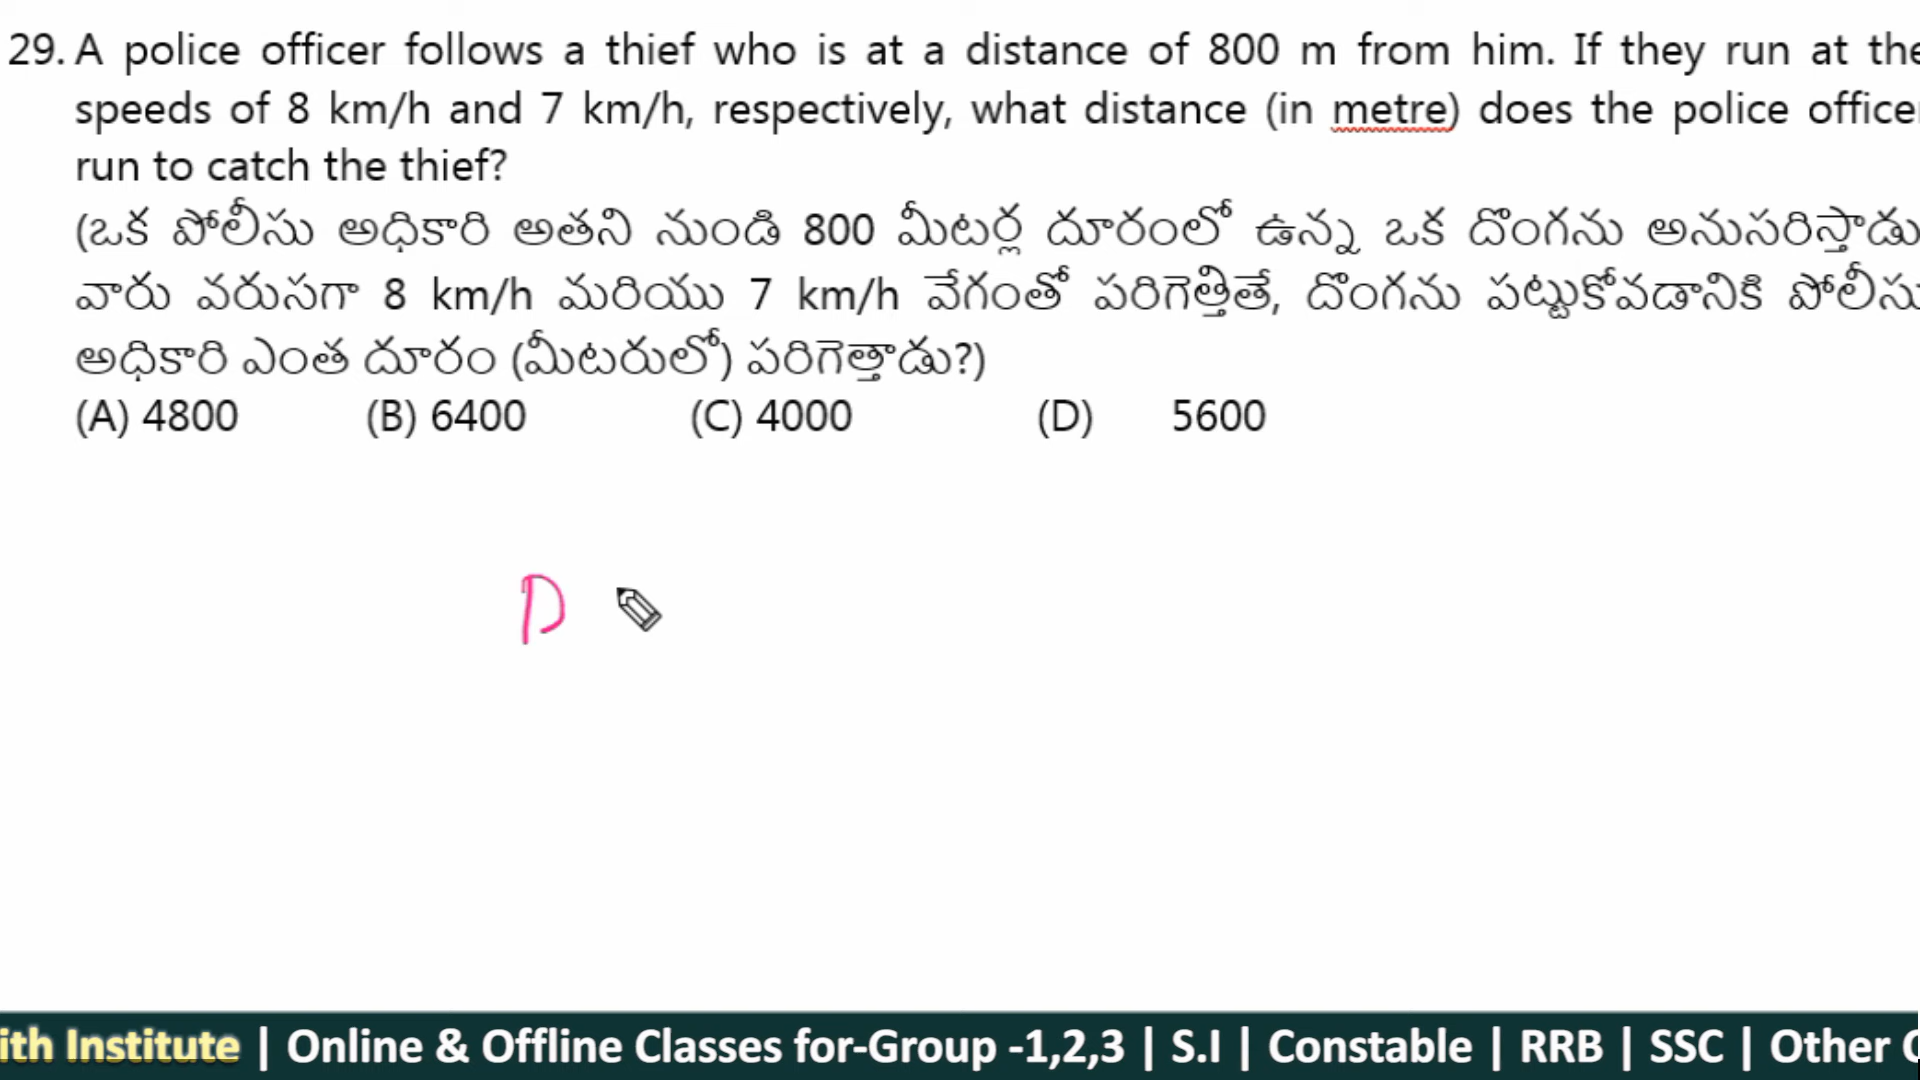 29. A police officer follows a thief who is at a distance of 800 m from him. If they run at the
speeds of 8 km/h and 7 km/h, respectively, what distance (in metre) does the police office
run to catch the thief?
(ఒక పోలీసు అధికారి అతని నుండి 800 మీటర్ల దూరంలో ఉన్న ఒక దొంగను అనుసరిస్తాడు
వారు వరుసగా 8 km/h మరియు 7 km/h వేగంతో పరిగెత్తితే, దొంగను పట్టుకోవడానికి పోలీసు
అధికారి ఎంత దూరం (మీటరులో) పరిగెత్తాడు?)
(A) 4800 (B) 6400 (C) 4000 (D) 5600
D
ith Institute | Online & Offline Classes for-Group -1,2,3 | S.I | Constable | RRB | SSC | Other